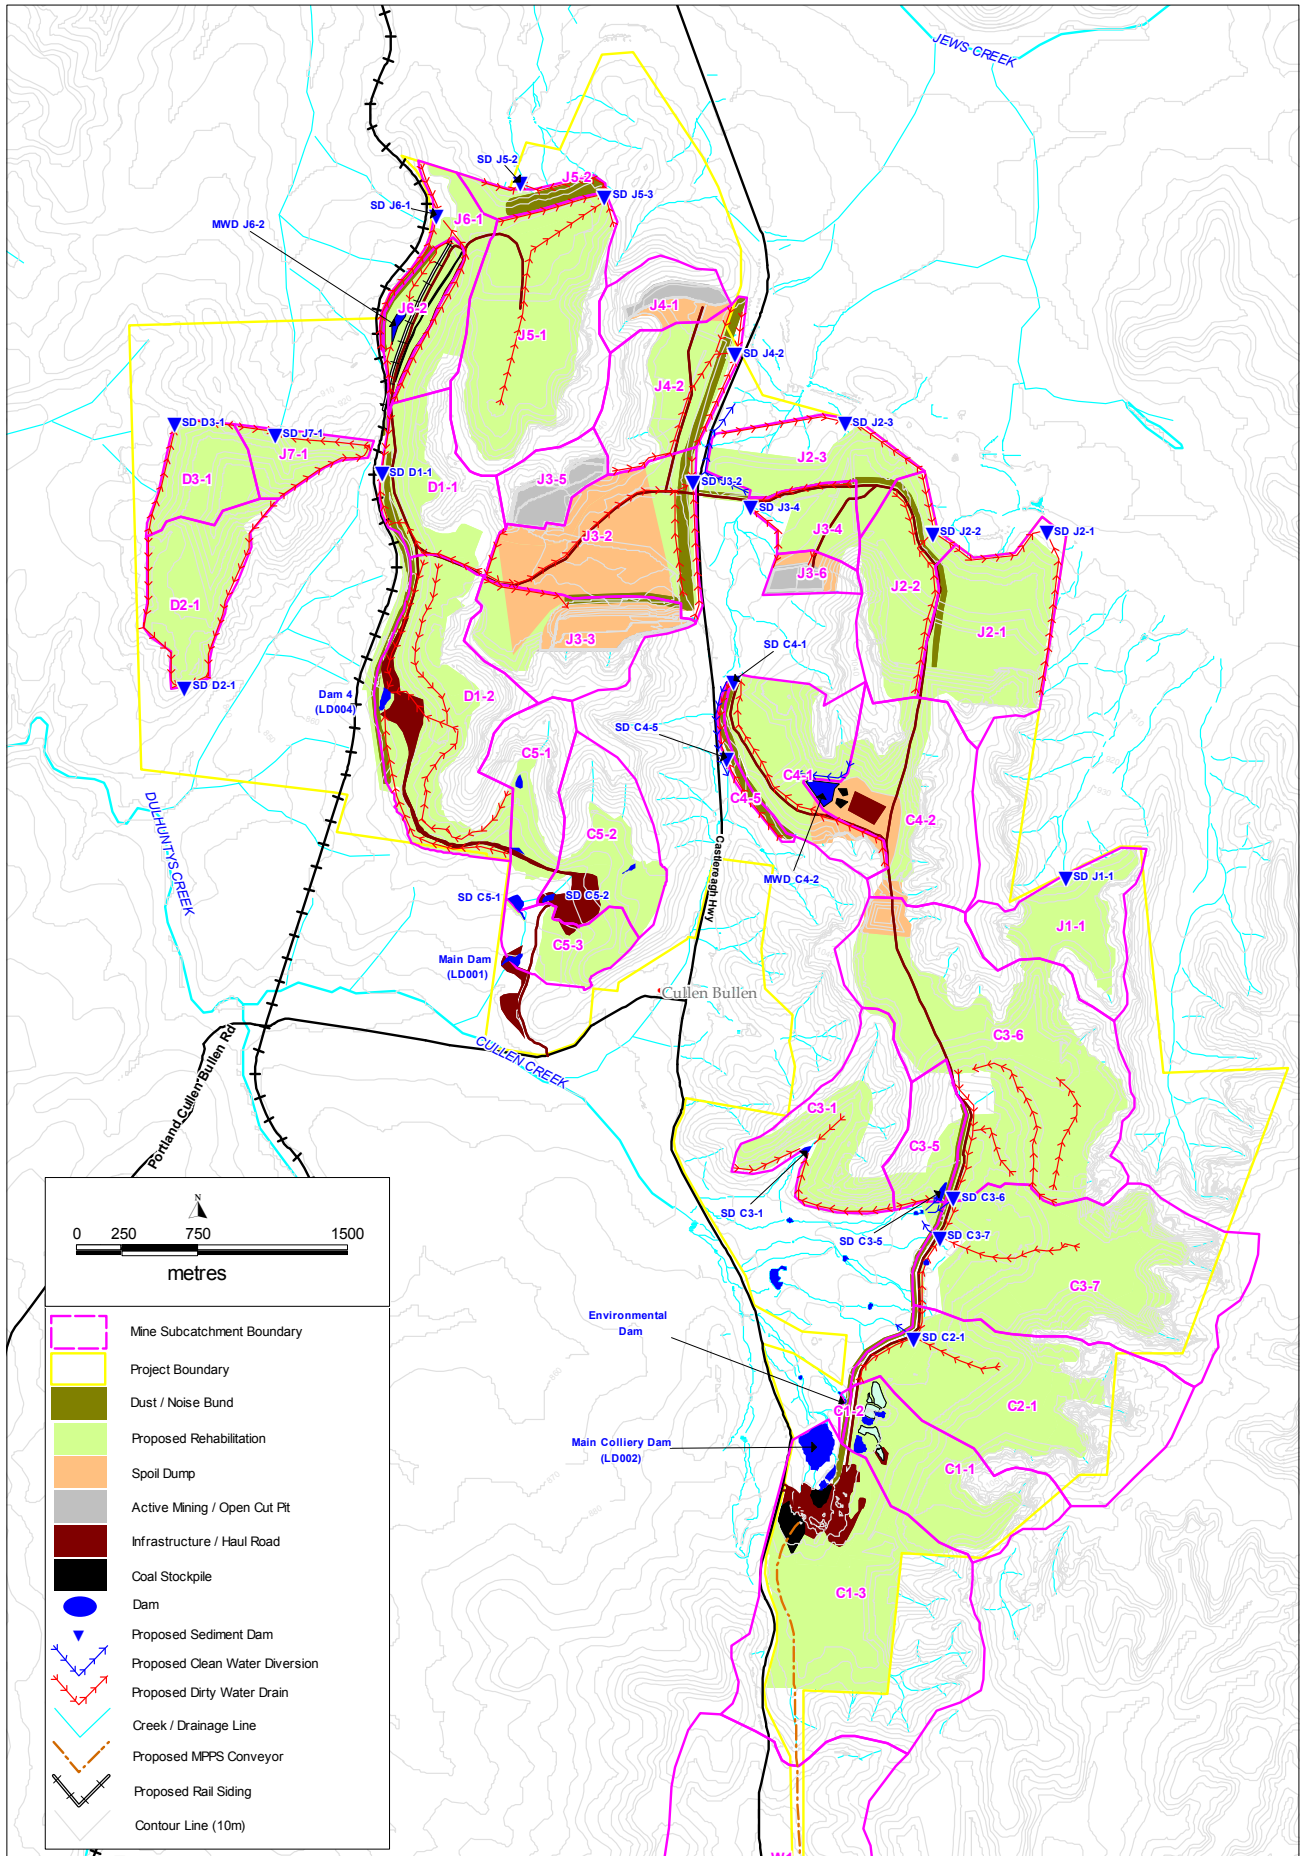 JEWS CREEK
SD J5-2
J5-2
SD J5-3
SD J6-1
J6-1
MWD J6-2
J6-2
J4-1
J5-1
SD J4-2
J4-2
SD D3-1
SD J7-1
J7-1
SD J2-3
J2-3
D3-1
SD D1-1
D1-1
J3-5
SD J3-2
SD J3-4
J3-4
J3-2
SD J2-2
SD J2-1
J3-6
J2-2
D2-1
J2-1
J3-3
SD C4-1
SD D2-1
Dam 4
(LD004)
D1-2
SD C4-5
C5-1
C4-1
C4-5
C4-2
C5-2
DULHUNTYS CREEK
Castlereagh Hwy
MWD C4-2
SD J1-1
SD C5-1
SD C5-2
J1-1
C5-3
Main Dam
(LD001)
Cullen Bullen
C3-6
Portland Cullen Bullen Rd
CULLEN CREEK
C3-1
C3-5
SD C3-6
SD C3-1
SD C3-5
SD C3-7
C3-7
Environmental
Dam
SD C2-1
C2-1
C1-2
Main Colliery Dam
(LD002)
C1-1
C1-3
N
0 250 750 1500
metres
Mine Subcatchment Boundary
Project Boundary
Dust / Noise Bund
Proposed Rehabilitation
Spoil Dump
Active Mining / Open Cut Pit
Infrastructure / Haul Road
Coal Stockpile
Dam
Proposed Sediment Dam
Proposed Clean Water Diversion
Proposed Dirty Water Drain
Creek / Drainage Line
Proposed MPPS Conveyor
Proposed Rail Siding
Contour Line (10m)